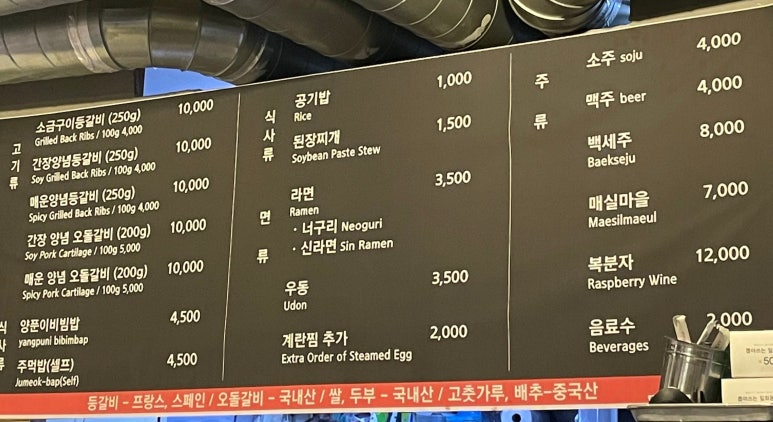 고기류
소금구이등갈비 (250g) 10,000
Grilled Back Ribs / 100g 4,000
간장양념등갈비 (250g) 10,000
Soy Grilled Back Ribs / 100g 4,000
매운양념등갈비 (250g) 10,000
Spicy Grilled Back Ribs / 100g 4,000
간장 양념 오돌갈비 (200g) 10,000
Soy Pork Cartilage / 100g 5,000
매운 양념 오돌갈비 (200g) 10,000
Spicy Pork Cartilage / 100g 5,000
식사류
양푼이비빔밥 4,500
yangpuni bibimbap
주먹밥(셀프) 4,500
Jumeok-bap(Self)
식사류
공기밥 1,000
Rice
된장찌개 1,500
Soybean Paste Stew
면류
라면 3,500
Ramen
· 너구리 Neoguri
· 신라면 Sin Ramen
우동 3,500
Udon
계란찜 추가 2,000
Extra Order of Steamed Egg
주류
소주 soju 4,000
맥주 beer 4,000
백세주 8,000
Baekseju
매실마을 7,000
Maesilmaeul
복분자 12,000
Raspberry Wine
음료수 2,000
Beverages
등갈비 - 프랑스, 스페인 / 오돌갈비 - 국내산 / 쌀, 두부 - 국내산 / 고춧가루, 배추-중국산